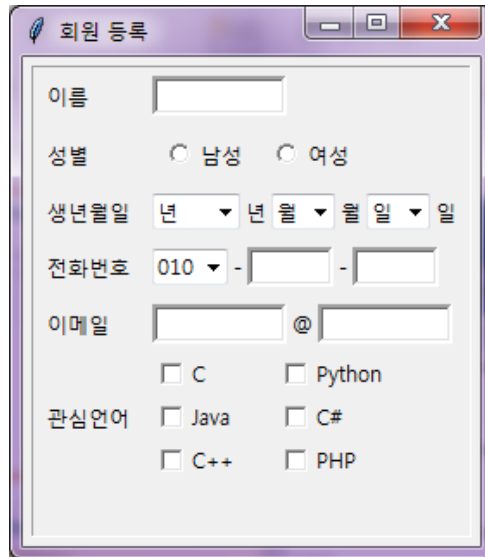 회원 등록
이름
성별 남성 여성
생년월일 년 년 월 월 일 일
전화번호 010 - -
이메일 @
C Python
관심언어 Java C#
C++ PHP